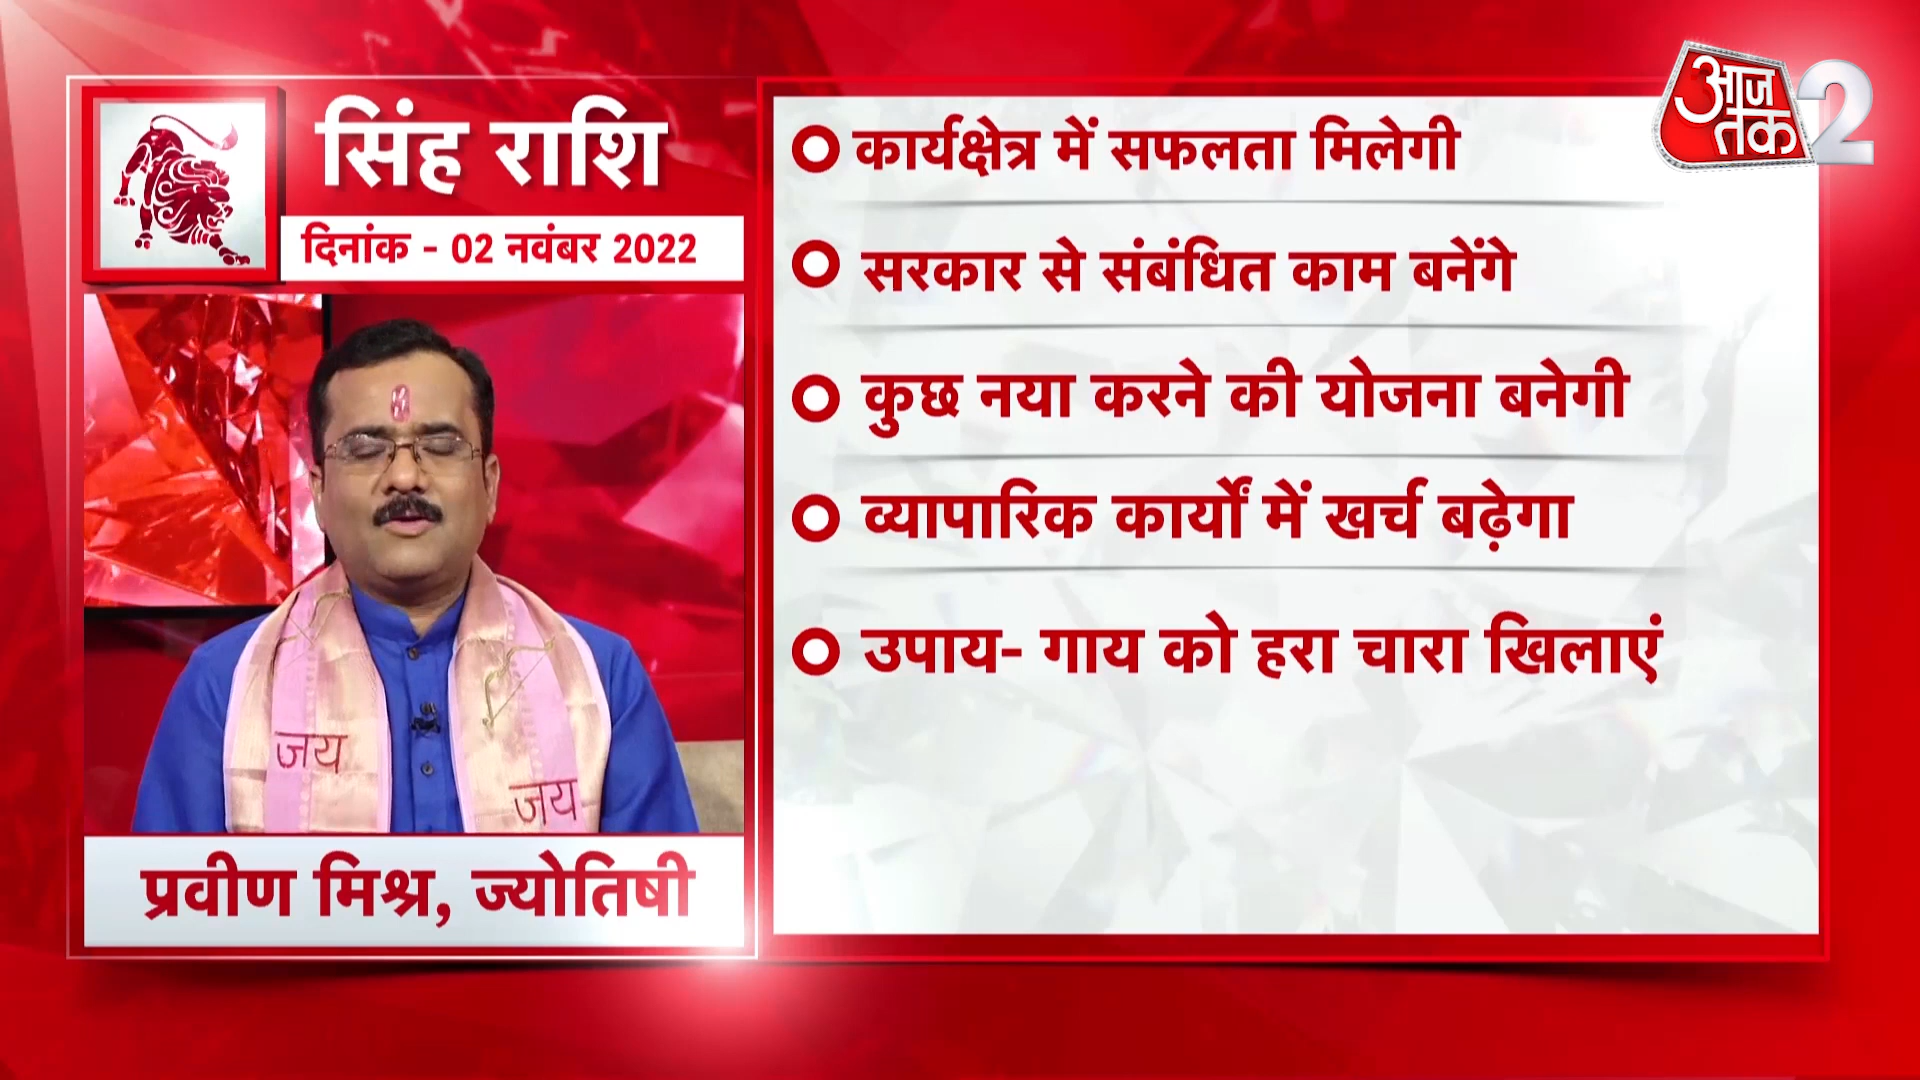 सिंह राशि
दिनांक - 02 नवंबर 2022
जय
जय
प्रवीण मिश्र, ज्योतिषी
कार्यक्षेत्र में सफलता मिलेगी
सरकार से संबंधित काम बनेंगे
कुछ नया करने की योजना बनेगी
व्यापारिक कार्यों में खर्च बढ़ेगा
उपाय- गाय को हरा चारा खिलाएं
आज
तक 2